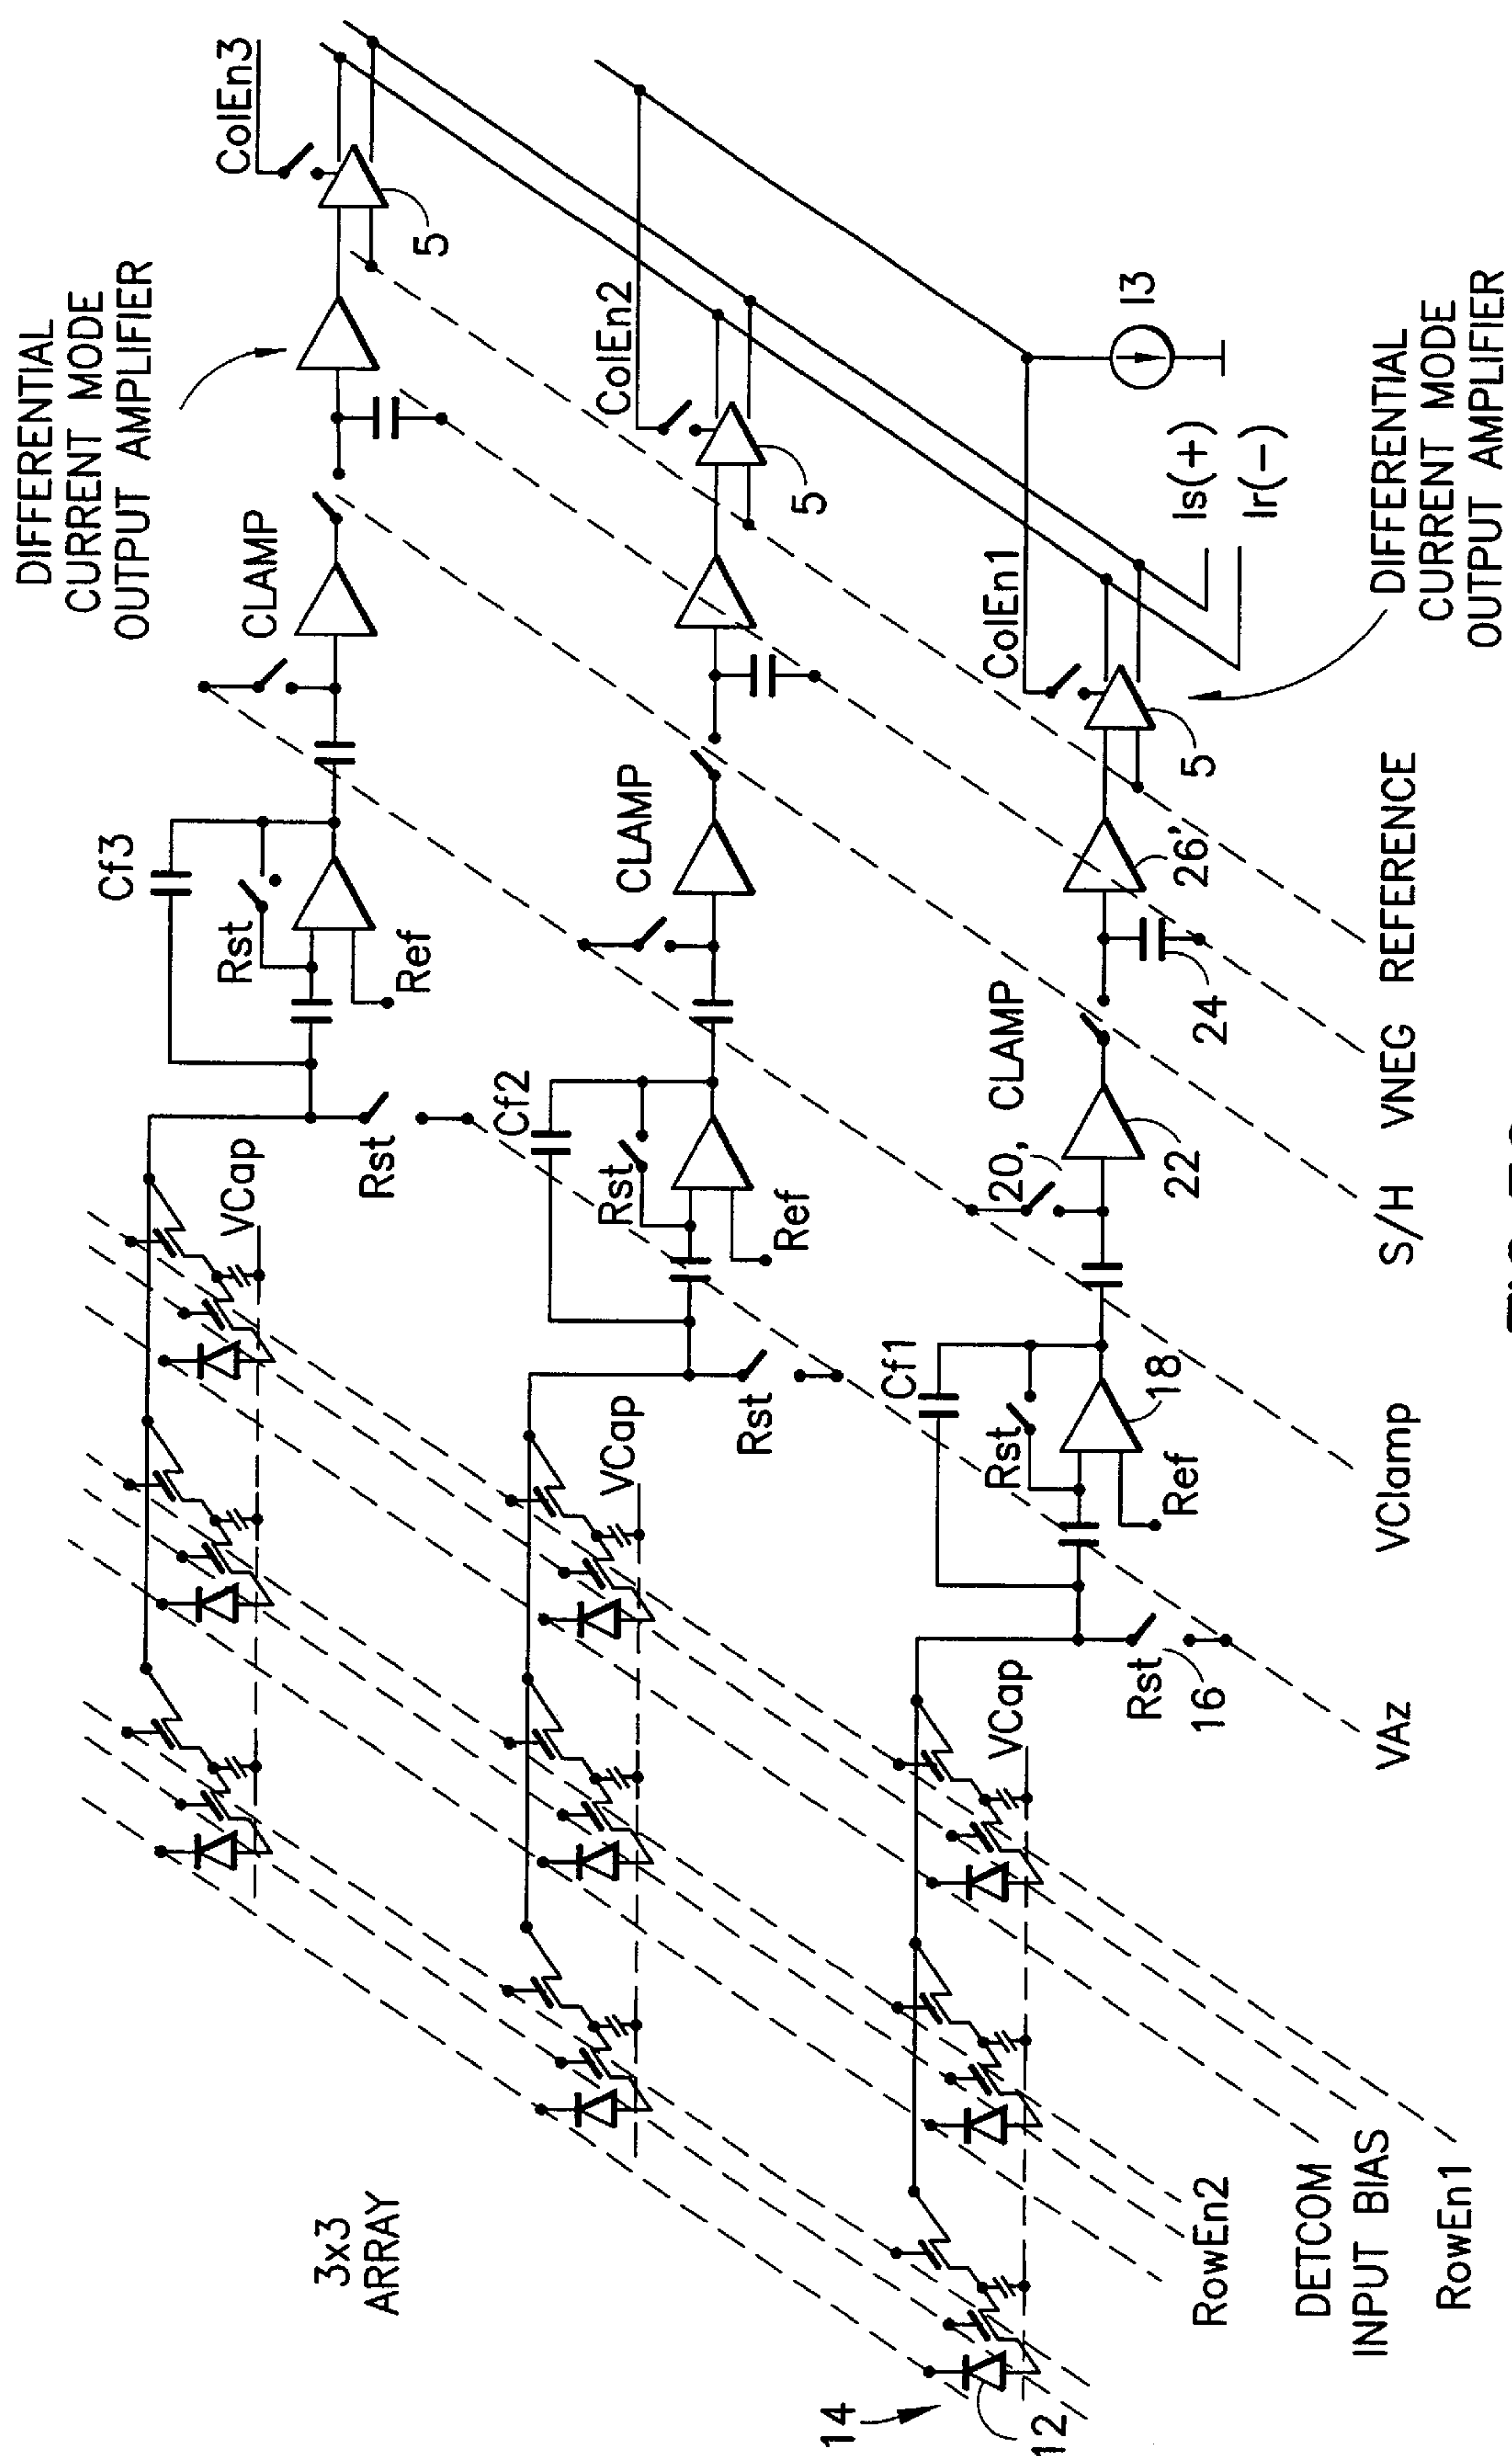 3x3
ARRAY
DIFFERENTIAL
CURRENT MODE
OUTPUT AMPLIFIER
VCap
Rst
Cf3
Rst
Ref
CLAMP
5
ColEn3
VCap
Rst
Cf2
Rst
Ref
CLAMP
5
ColEn2
14
12
VCap
Rst
16
Cf1
Rst
Ref
18
20,
CLAMP
22
24
26'
5
ColEn1
I3
Is(+)
Ir(-)
DIFFERENTIAL
CURRENT MODE
OUTPUT AMPLIFIER
RowEn2
DETCOM
INPUT BIAS
RowEn1
VAz
VClamp
S/H
VNEG
REFERENCE